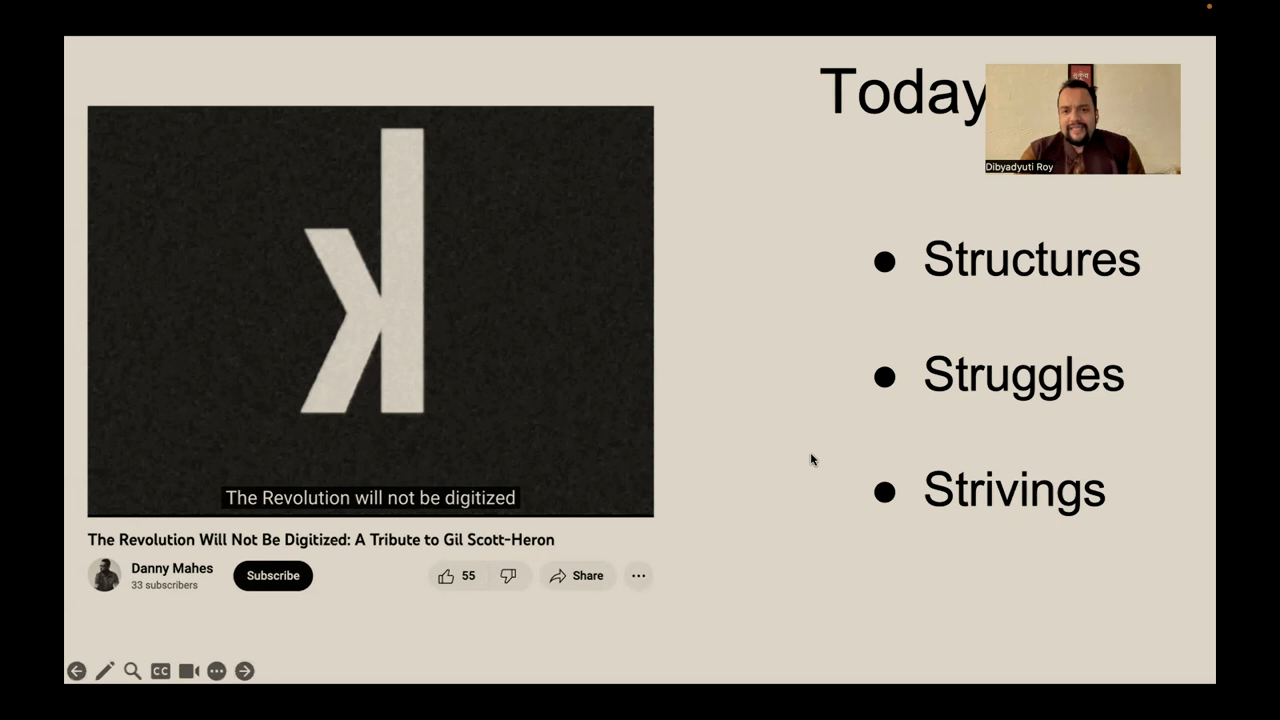 Today
Dibyadyuti Roy
Structures
Struggles
Strivings
The Revolution will not be digitized
The Revolution Will Not Be Digitized: A Tribute to Gil Scott-Heron
Danny Mahes
33 subscribers
Subscribe
55
Share
CC